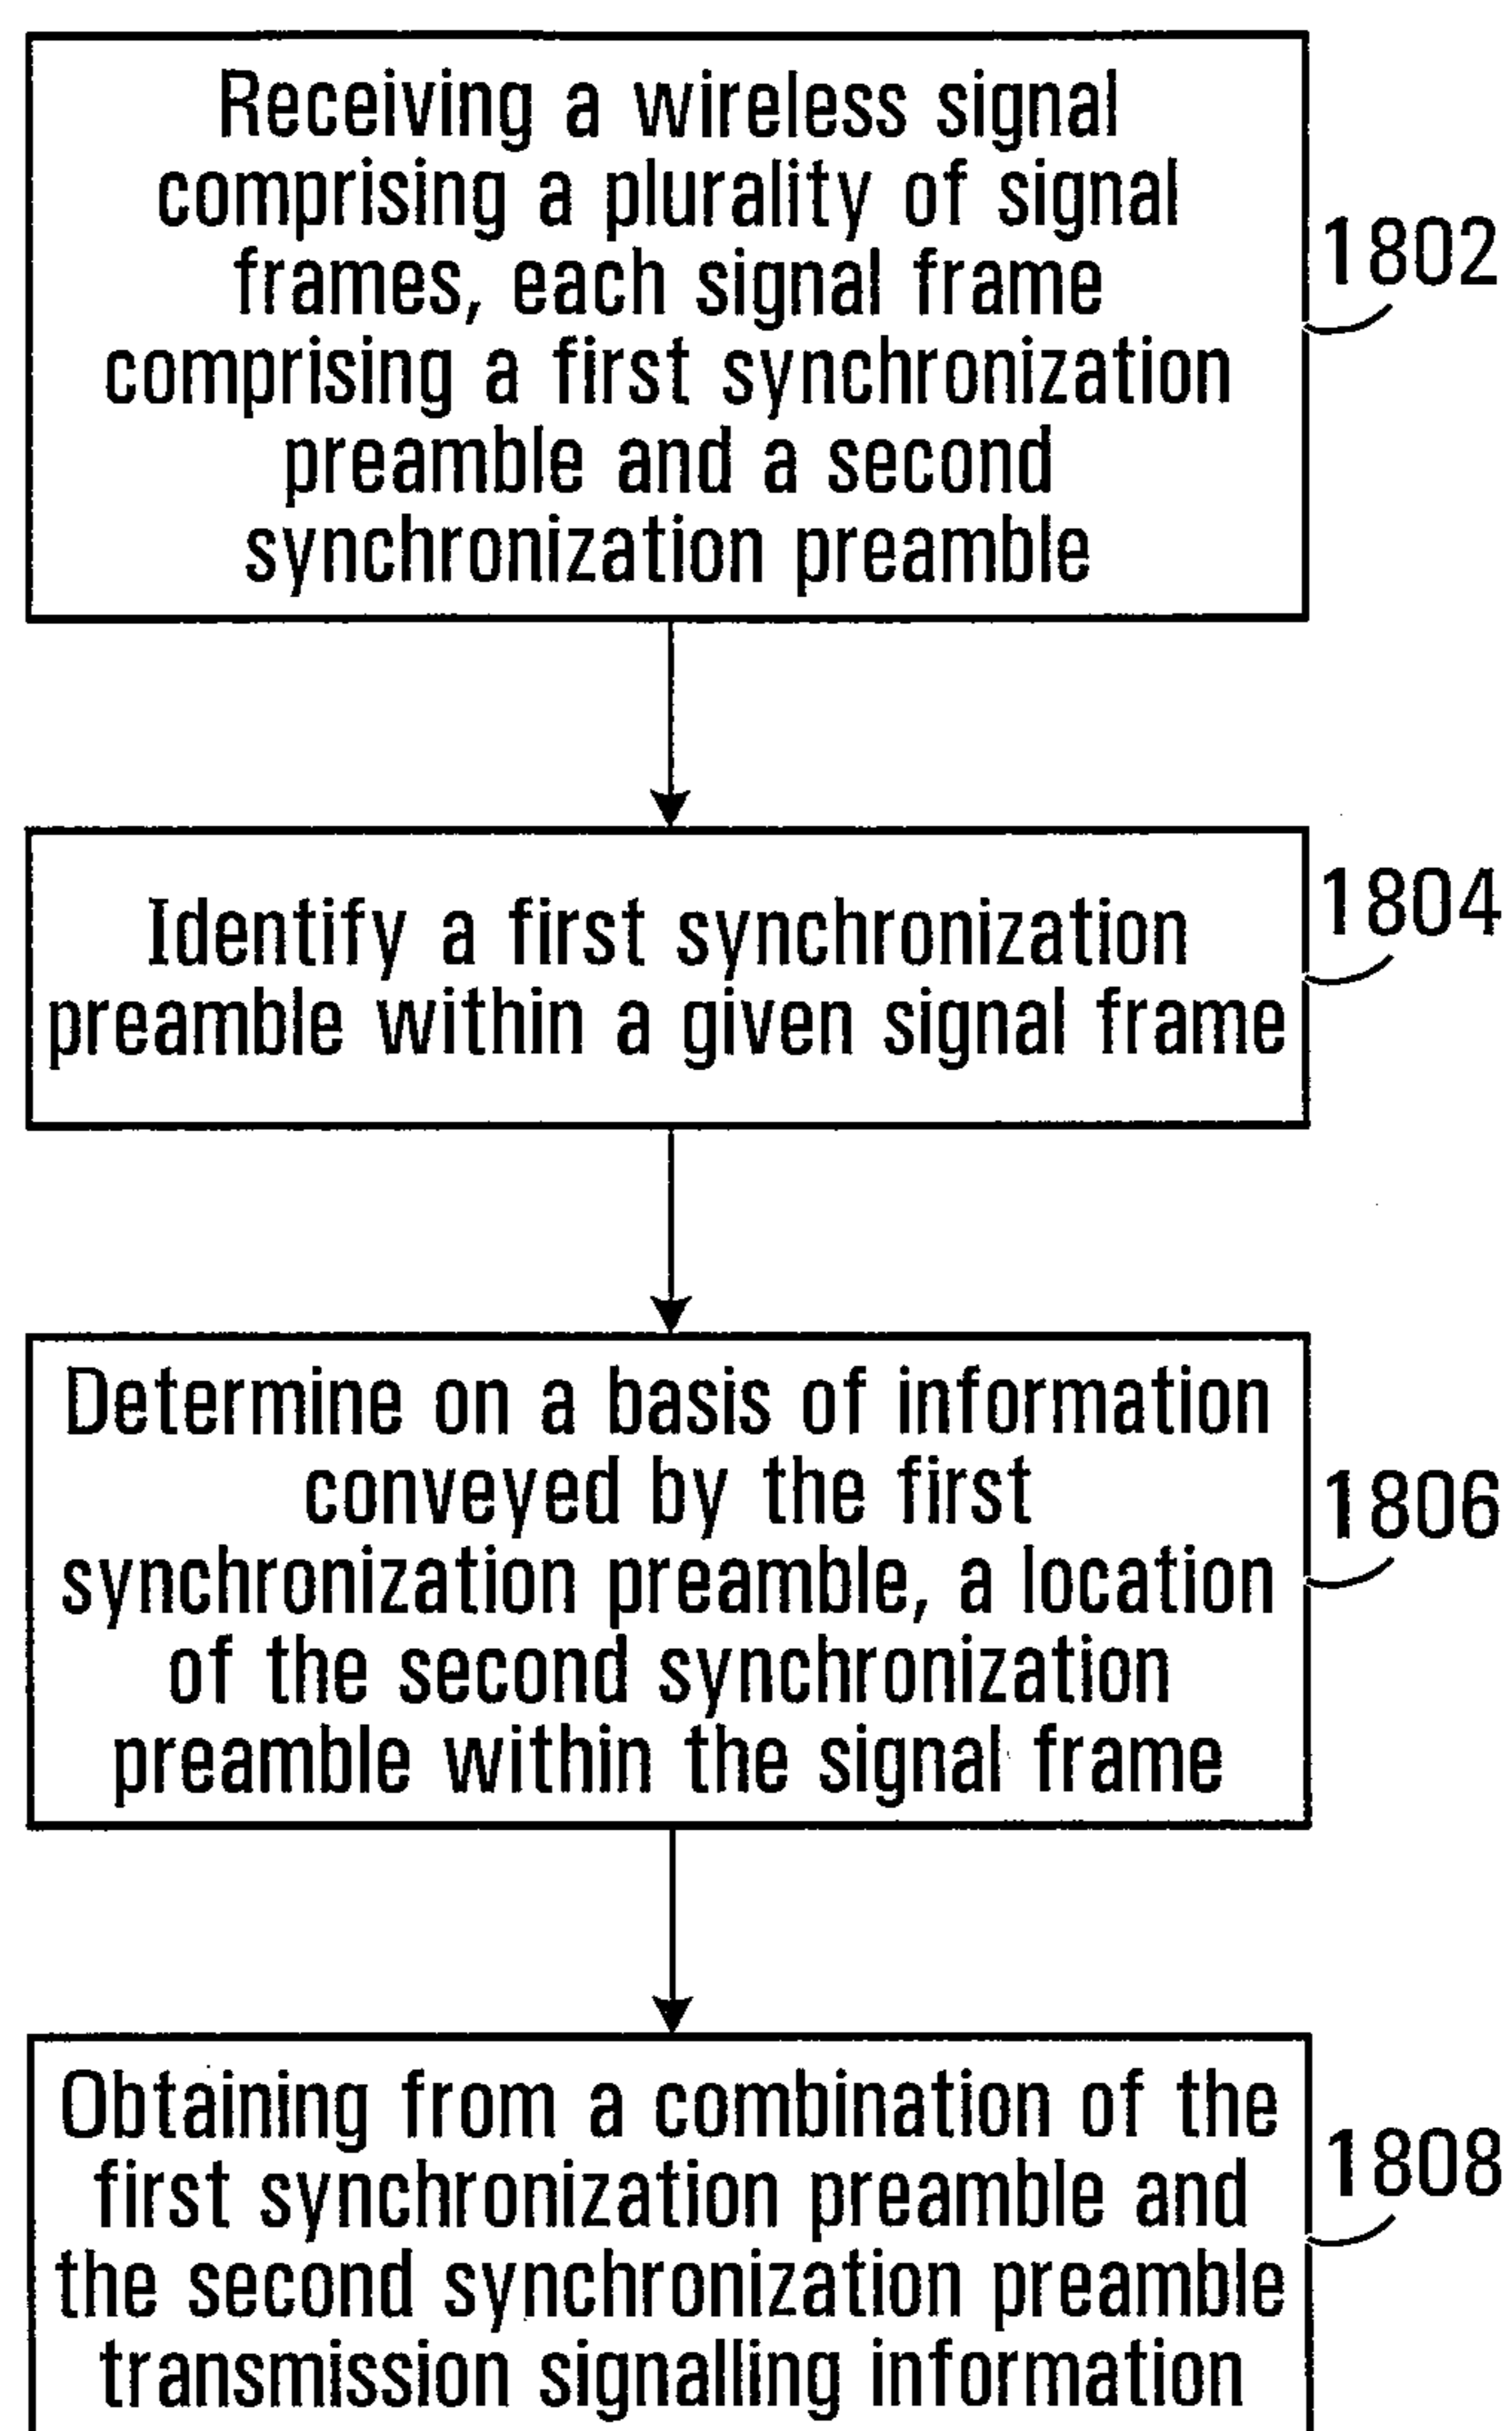 Receiving a wireless signal
comprising a plurality of signal
frames, each signal frame
comprising a first synchronization
preamble and a second
synchronization preamble
1802
Identify a first synchronization
preamble within a given signal frame
1804
Determine on a basis of information
conveyed by the first
synchronization preamble, a location
of the second synchronization
preamble within the signal frame
1806
Obtaining from a combination of the
first synchronization preamble and
the second synchronization preamble
transmission signalling information
1808